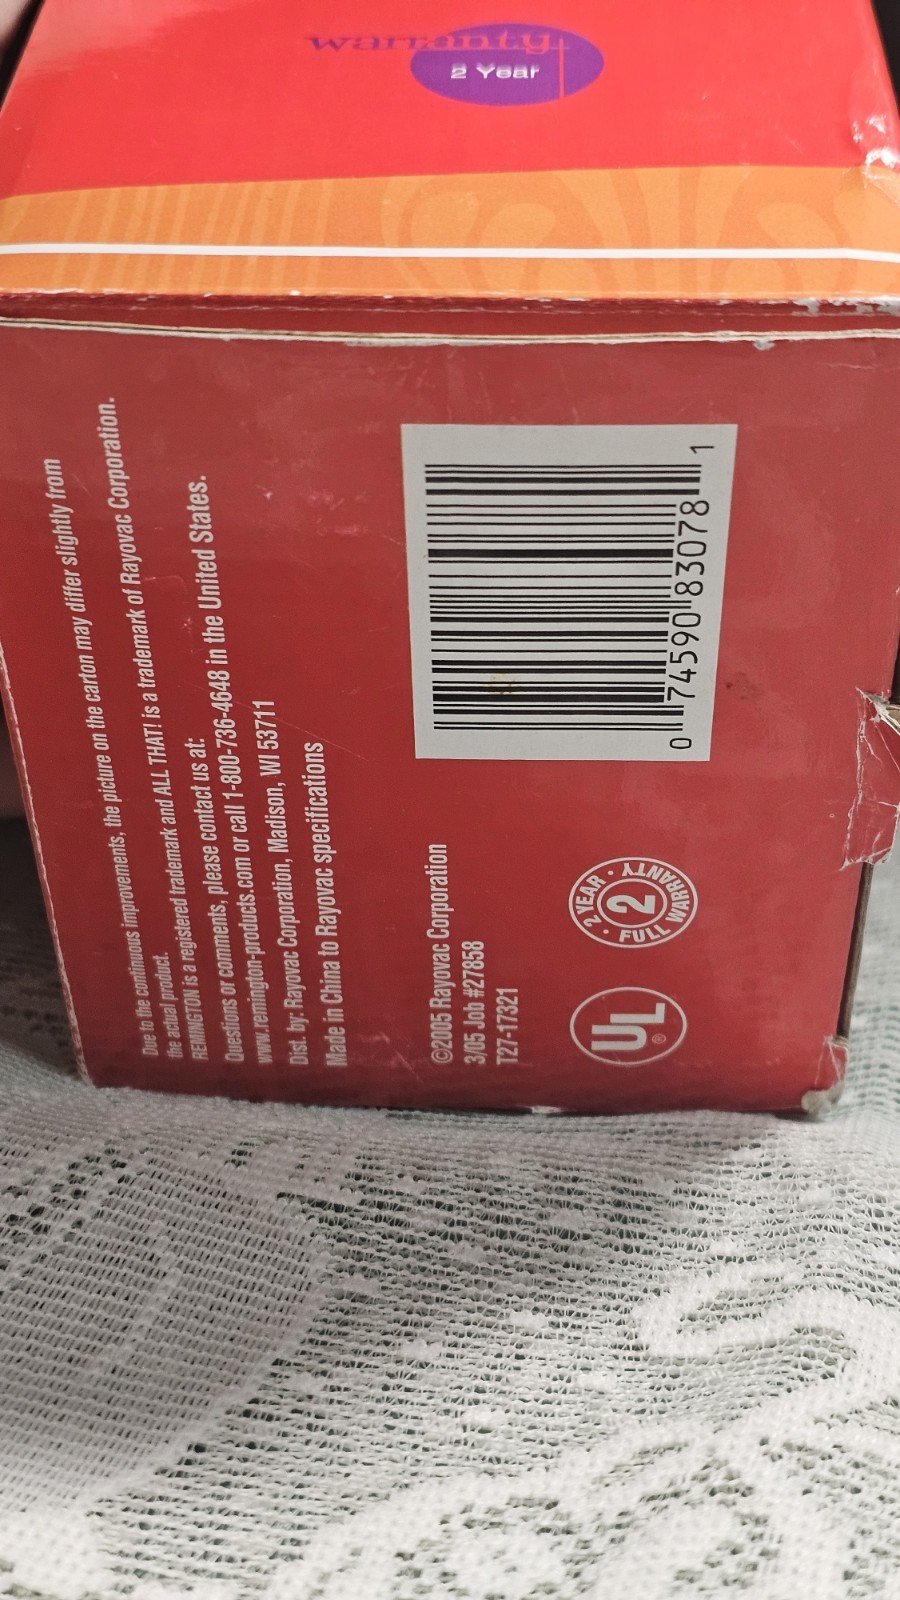 warranty
2 Year
Due to the continuous improvements, the picture on the carton may differ slightly from
the actual product.
REMINGTON is a registered trademark and ALL THAT! is a trademark of Rayovac Corporation.
Questions or comments, please contact us at:
www.remington-products.com or call 1-800-736-4648 in the United States.
Dist. by: Rayovac Corporation, Madison, WI 53711
Made in China to Rayovac specifications
©2005 Rayovac Corporation
3/05 Job #27858
T27-17321
UL®
2 YEAR · FULL WARRANTY ·
2
0 74590 83078 1